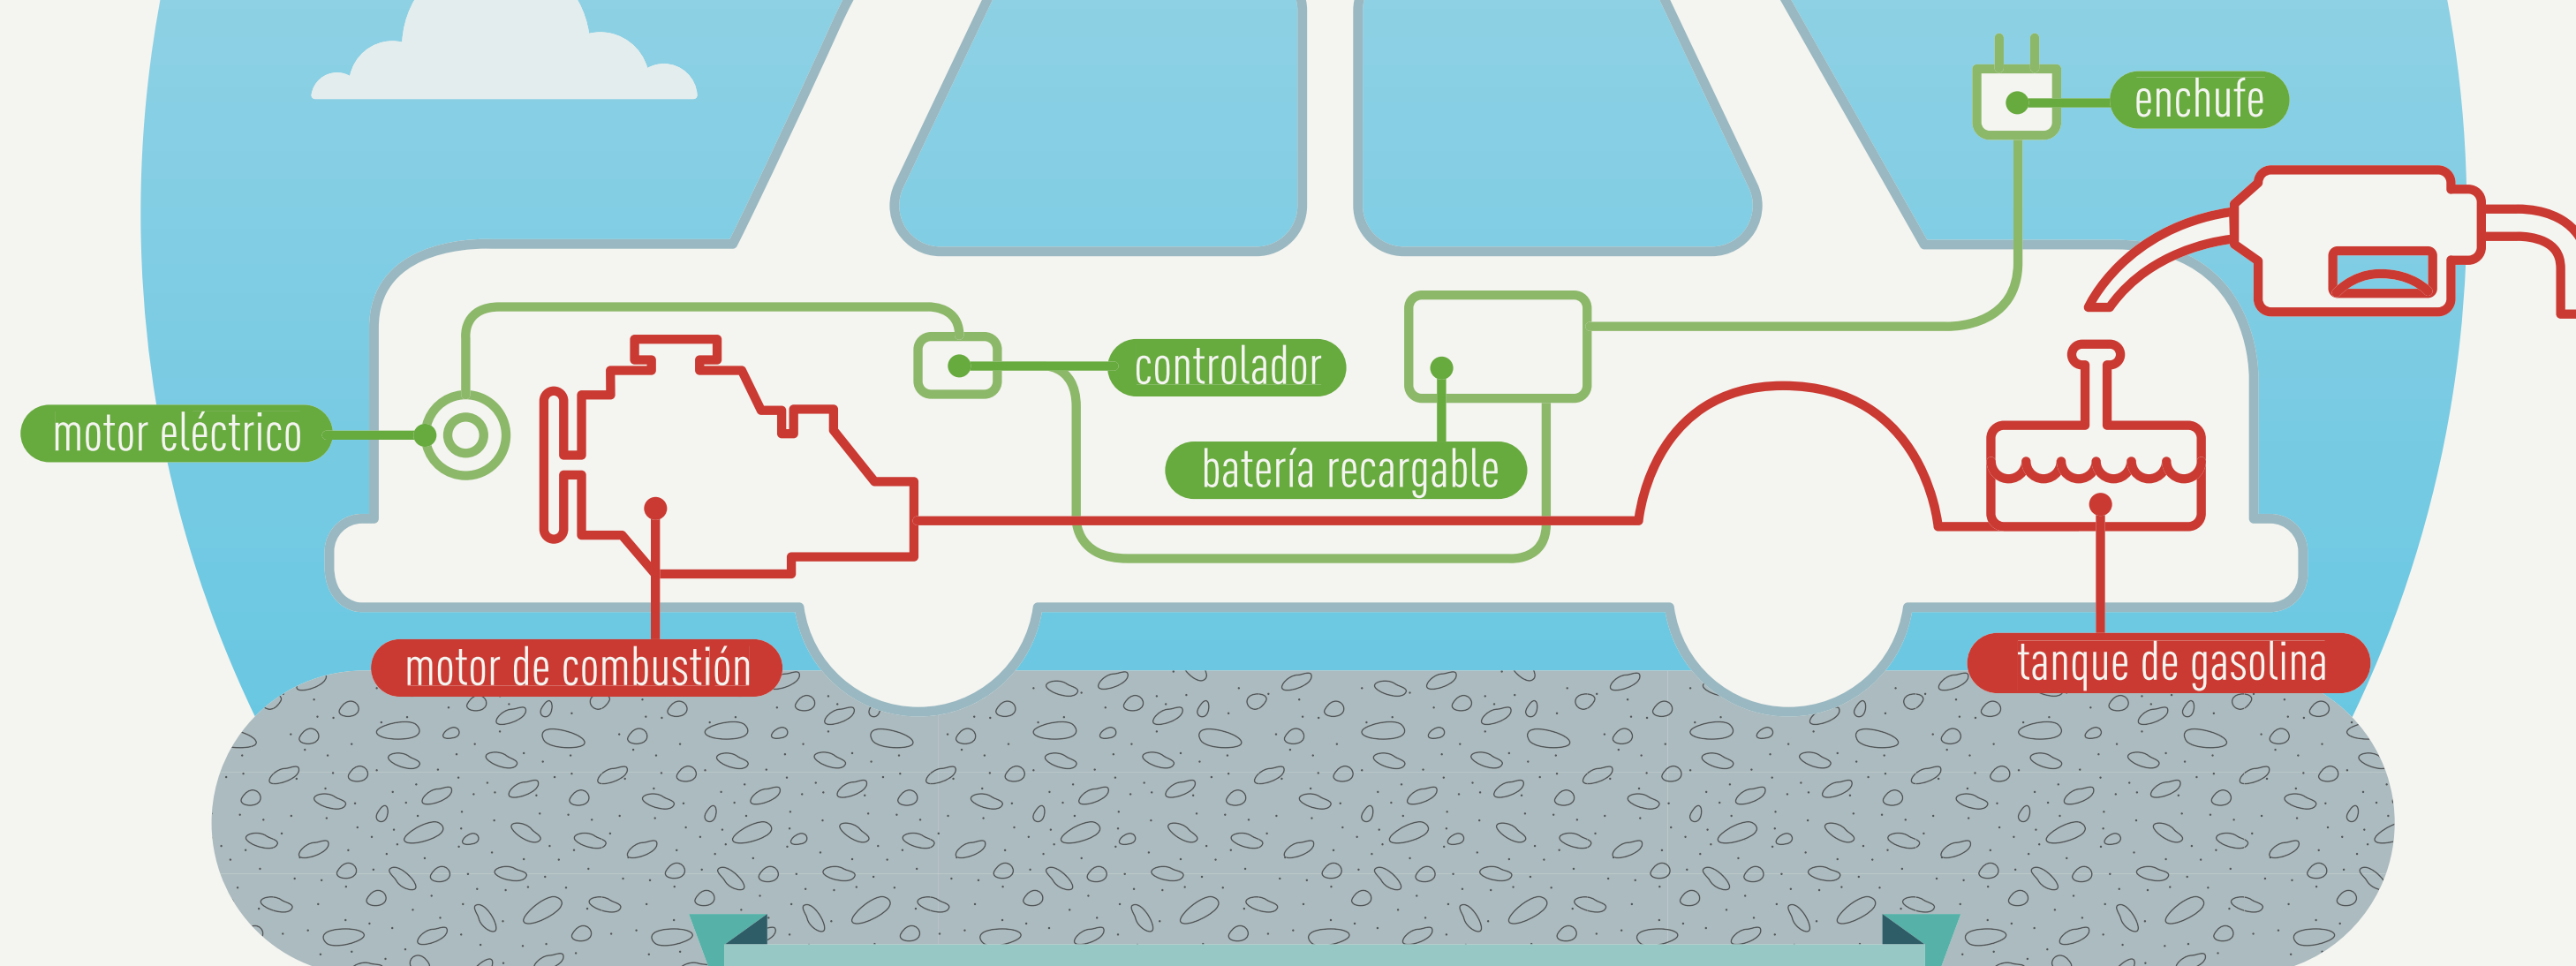 enchufe
controlador
motor eléctrico
batería recargable
motor de combustión
tanque de gasolina